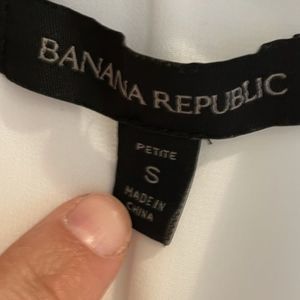 BANANA REPUBLIC
PETITE
S
MADE IN
CHINA